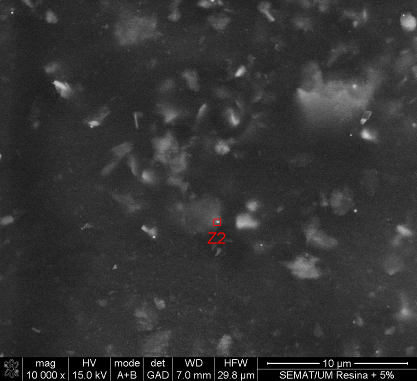 Z2
mag HV mode det WD HFW 10 µm
10 000 x 15.0 kV A+B GAD 7.0 mm 29.8 µm SEMAT/UM Resina + 5%